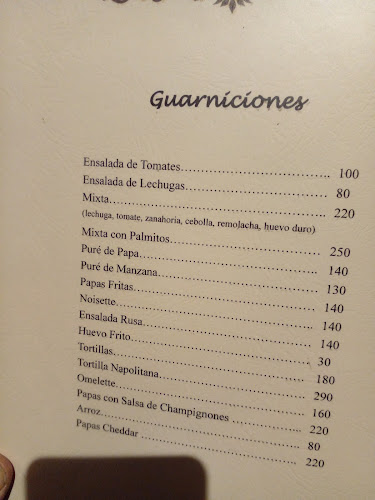 Guarniciones
Ensalada de Tomates 100
Ensalada de Lechugas 80
Mixta 220
(lechuga, tomate, zanahoria, cebolla, remolacha, huevo duro)
Mixta con Palmitos 250
Puré de Papa 140
Puré de Manzana 130
Papas Fritas 140
Noisette 140
Ensalada Rusa 140
Huevo Frito 30
Tortillas 180
Tortilla Napolitana 290
Omelette 160
Papas con Salsa de Champignones 220
Arroz 80
Papas Cheddar 220